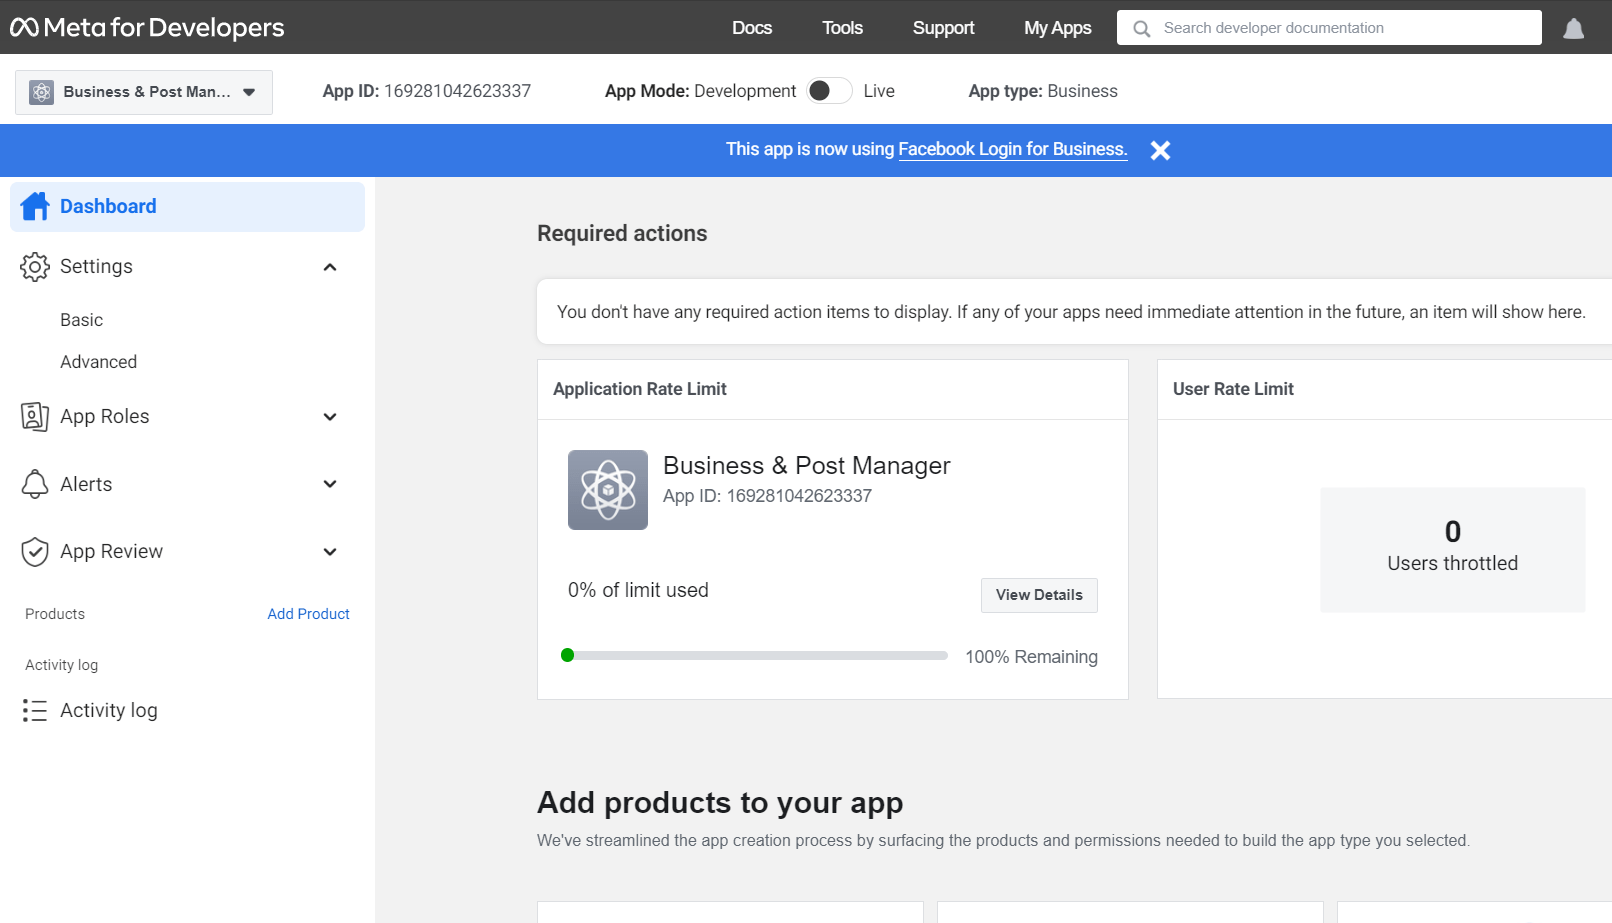 Meta for Developers
Docs
Tools
Support
My Apps
Search developer documentation
Business & Post Man...
App ID: 169281042623337
App Mode: Development
Live
App type: Business
This app is now using Facebook Login for Business.
Dashboard
Settings
Basic
Advanced
App Roles
Alerts
App Review
Products
Add Product
Activity log
Activity log
Required actions
You don't have any required action items to display. If any of your apps need immediate attention in the future, an item will show here.
Application Rate Limit
Business & Post Manager
App ID: 169281042623337
0% of limit used
View Details
100% Remaining
User Rate Limit
0
Users throttled
Add products to your app
We've streamlined the app creation process by surfacing the products and permissions needed to build the app type you selected.